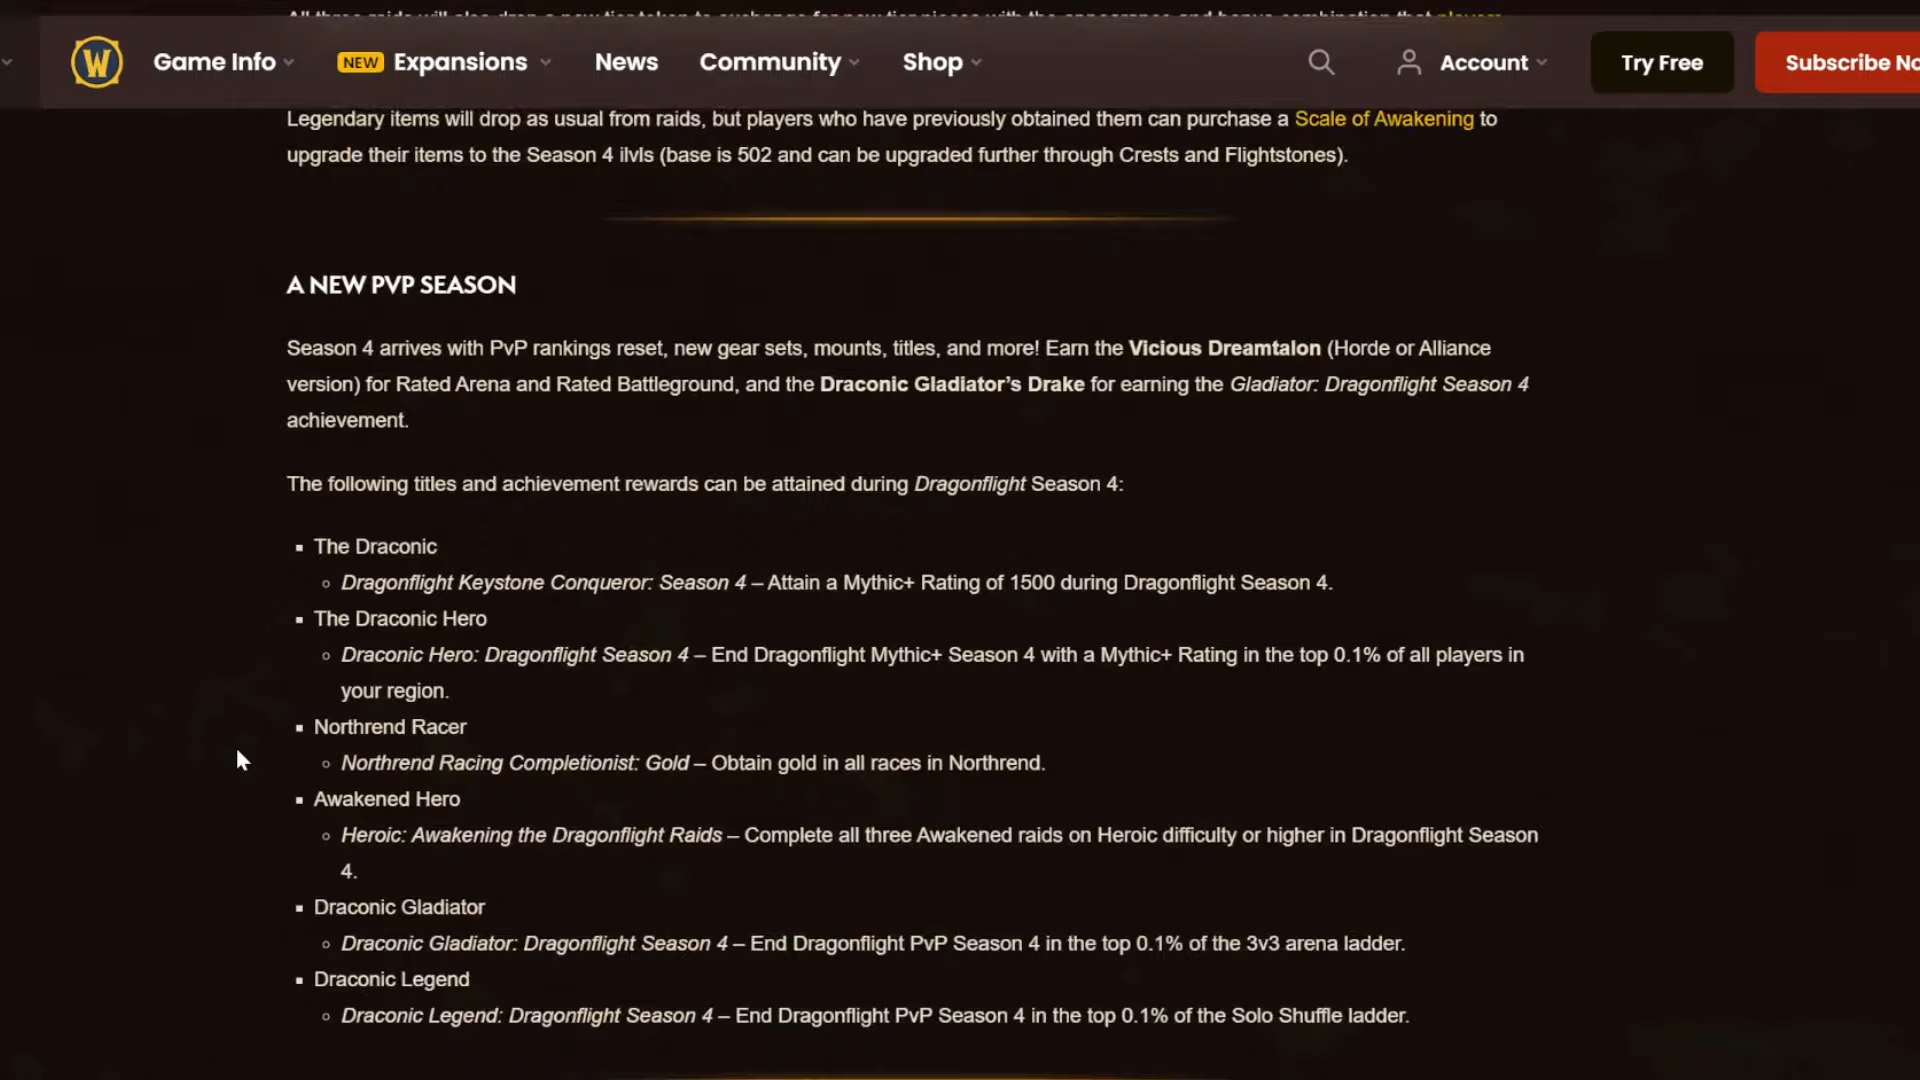 Game Info
NEW Expansions
News
Community
Shop
Account
Try Free
Subscribe No
Legendary items will drop as usual from raids, but players who have previously obtained them can purchase a Scale of Awakening to
upgrade their items to the Season 4 ilvls (base is 502 and can be upgraded further through Crests and Flightstones).
A NEW PVP SEASON
Season 4 arrives with PvP rankings reset, new gear sets, mounts, titles, and more! Earn the Vicious Dreamtalon (Horde or Alliance
version) for Rated Arena and Rated Battleground, and the Draconic Gladiator’s Drake for earning the Gladiator: Dragonflight Season 4
achievement.
The following titles and achievement rewards can be attained during Dragonflight Season 4:
The Draconic
Dragonflight Keystone Conqueror: Season 4 – Attain a Mythic+ Rating of 1500 during Dragonflight Season 4.
The Draconic Hero
Draconic Hero: Dragonflight Season 4 – End Dragonflight Mythic+ Season 4 with a Mythic+ Rating in the top 0.1% of all players in
your region.
Northrend Racer
Northrend Racing Completionist: Gold – Obtain gold in all races in Northrend.
Awakened Hero
Heroic: Awakening the Dragonflight Raids – Complete all three Awakened raids on Heroic difficulty or higher in Dragonflight Season
4.
Draconic Gladiator
Draconic Gladiator: Dragonflight Season 4 – End Dragonflight PvP Season 4 in the top 0.1% of the 3v3 arena ladder.
Draconic Legend
Draconic Legend: Dragonflight Season 4 – End Dragonflight PvP Season 4 in the top 0.1% of the Solo Shuffle ladder.